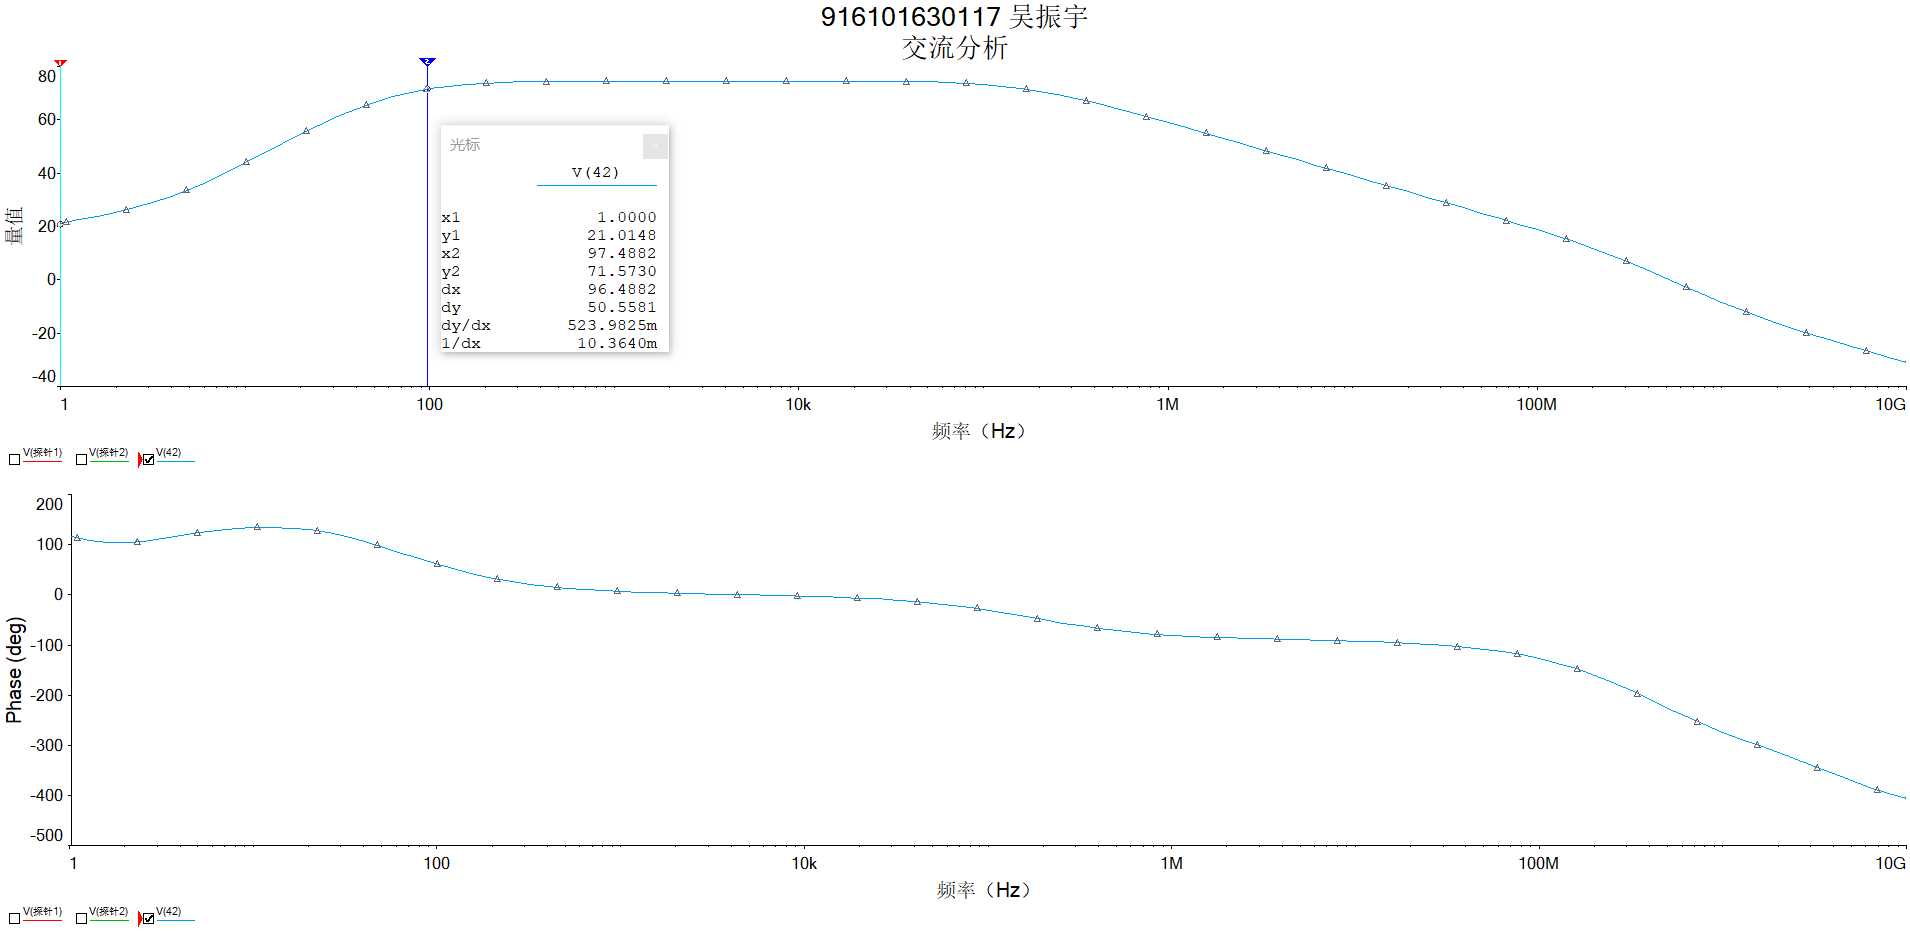 916101630117 吴振宇
交流分析
量值
80
60
40
20
0
-20
-40
光标
V(42)
x1 1.0000
y1 21.0148
x2 97.4882
y2 71.5730
dx 96.4882
dy 50.5581
dy/dx 523.9825m
1/dx 10.3640m
1 100 10k 1M 100M 10G
频率（Hz）
V(探针1) V(探针2) V(42)
Phase (deg)
200
100
0
-100
-200
-300
-400
-500
1 100 10k 1M 100M 10G
频率（Hz）
V(探针1) V(探针2) V(42)